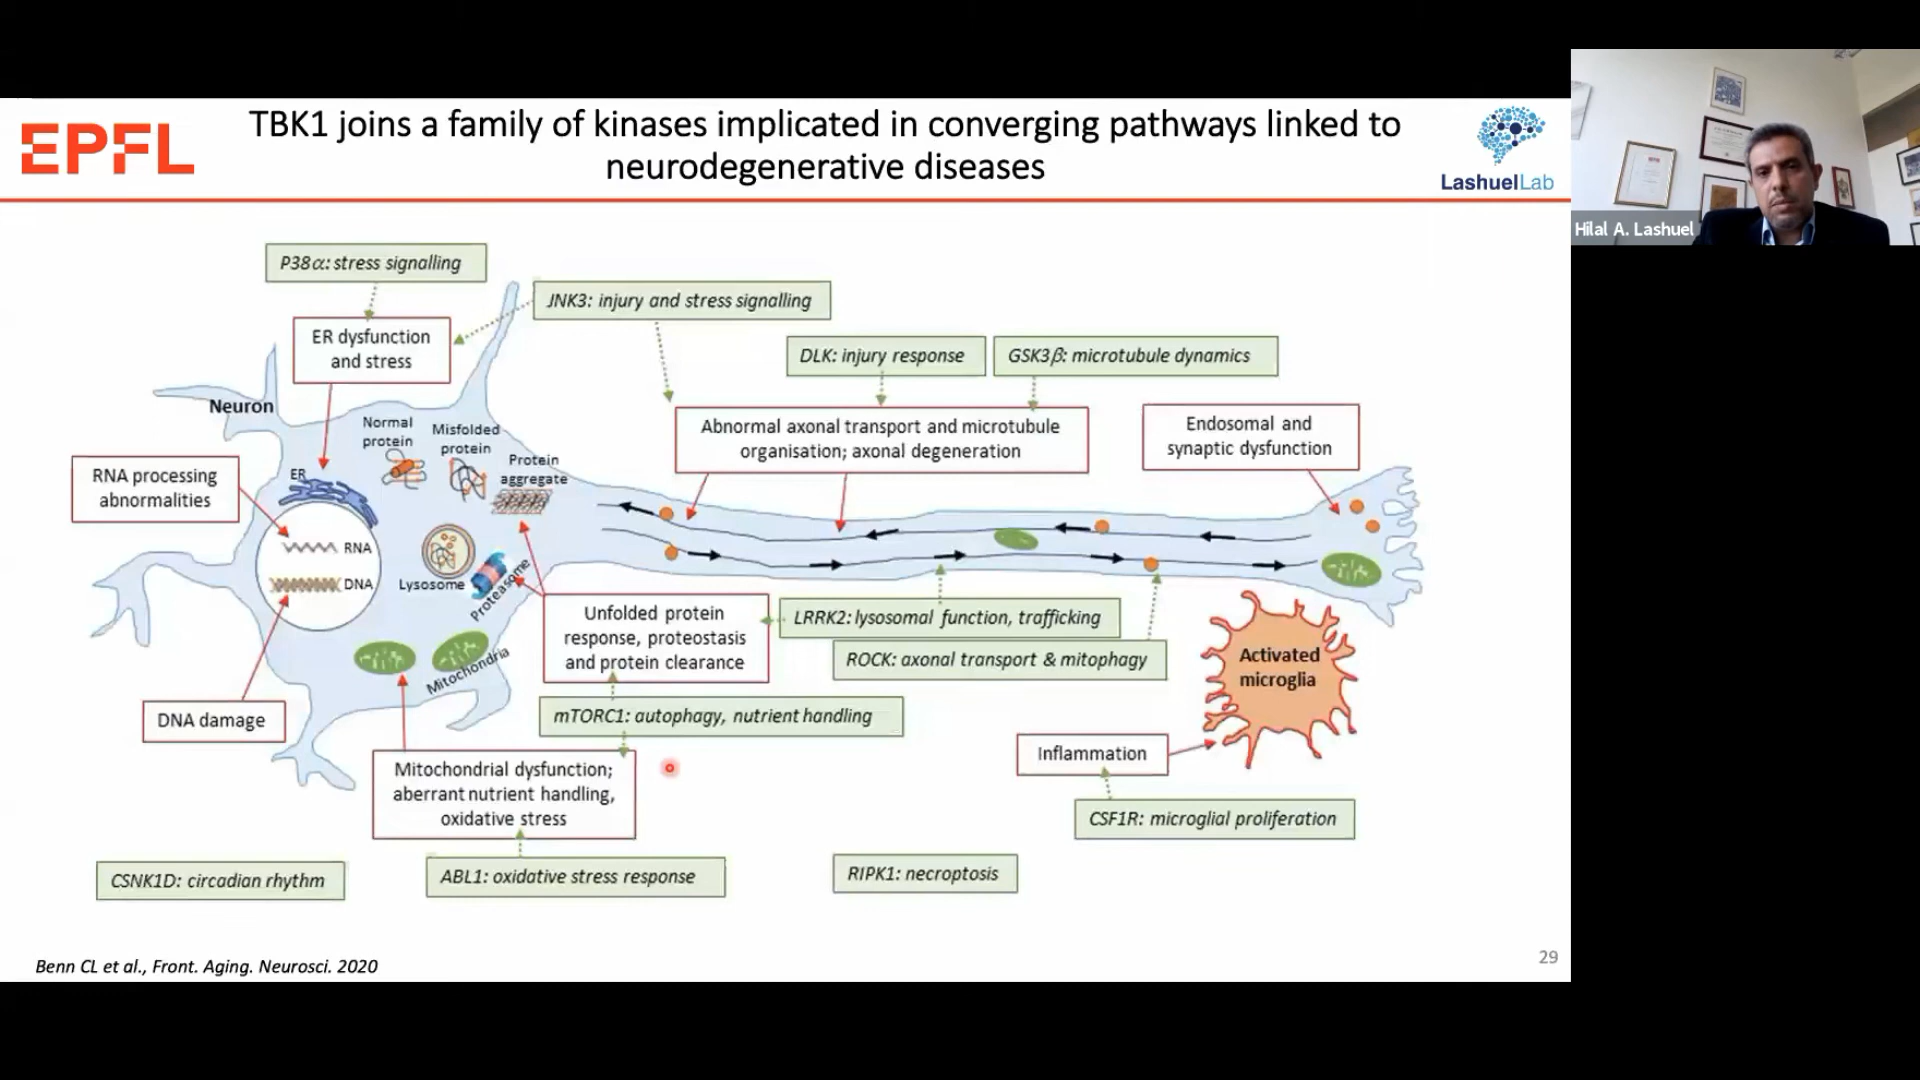 EPFL
TBK1 joins a family of kinases implicated in converging pathways linked to
neurodegenerative diseases
LashuelLab
Hilal A. Lashuel
P38α: stress signalling
JNK3: injury and stress signalling
ER dysfunction
and stress
DLK: injury response
GSK3β: microtubule dynamics
Neuron
Normal
protein
Misfolded
protein
Protein
aggregate
Abnormal axonal transport and microtubule
organisation; axonal degeneration
Endosomal and
synaptic dysfunction
RNA processing
abnormalities
ER
RNA
DNA
Lysosome
Proteasome
Mitochondria
Unfolded protein
response, proteostasis
and protein clearance
LRRK2: lysosomal function, trafficking
ROCK: axonal transport & mitophagy
Activated
microglia
DNA damage
mTORC1: autophagy, nutrient handling
Inflammation
Mitochondrial dysfunction;
aberrant nutrient handling,
oxidative stress
CSF1R: microglial proliferation
CSNK1D: circadian rhythm
ABL1: oxidative stress response
RIPK1: necroptosis
Benn CL et al., Front. Aging. Neurosci. 2020
29